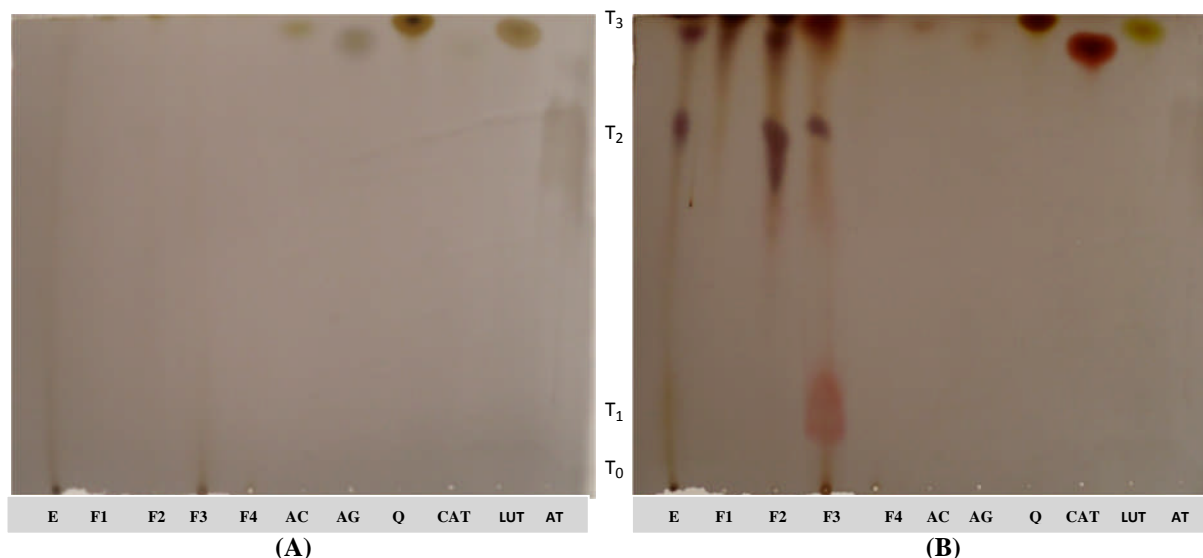 T3
T2
T1
T0
E F1 F2 F3 F4 AC AG Q CAT LUT AT
E F1 F2 F3 F4 AC AG Q CAT LUT AT
(A)
(B)